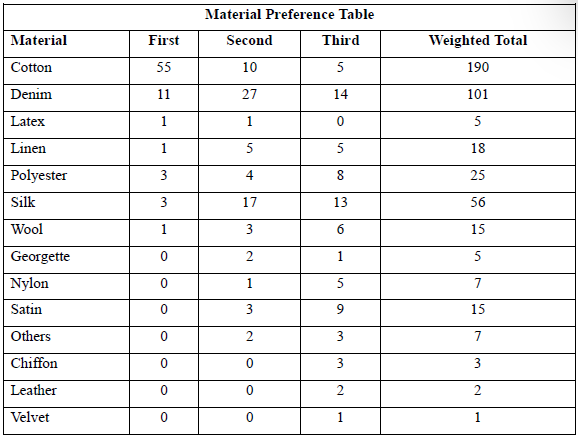 Material Preference Table
Material First Second Third Weighted Total
Cotton 55 10 5 190
Denim 11 27 14 101
Latex 1 1 0 5
Linen 1 5 5 18
Polyester 3 4 8 25
Silk 3 17 13 56
Wool 1 3 6 15
Georgette 0 2 1 5
Nylon 0 1 5 7
Satin 0 3 9 15
Others 0 2 3 7
Chiffon 0 0 3 3
Leather 0 0 2 2
Velvet 0 0 1 1